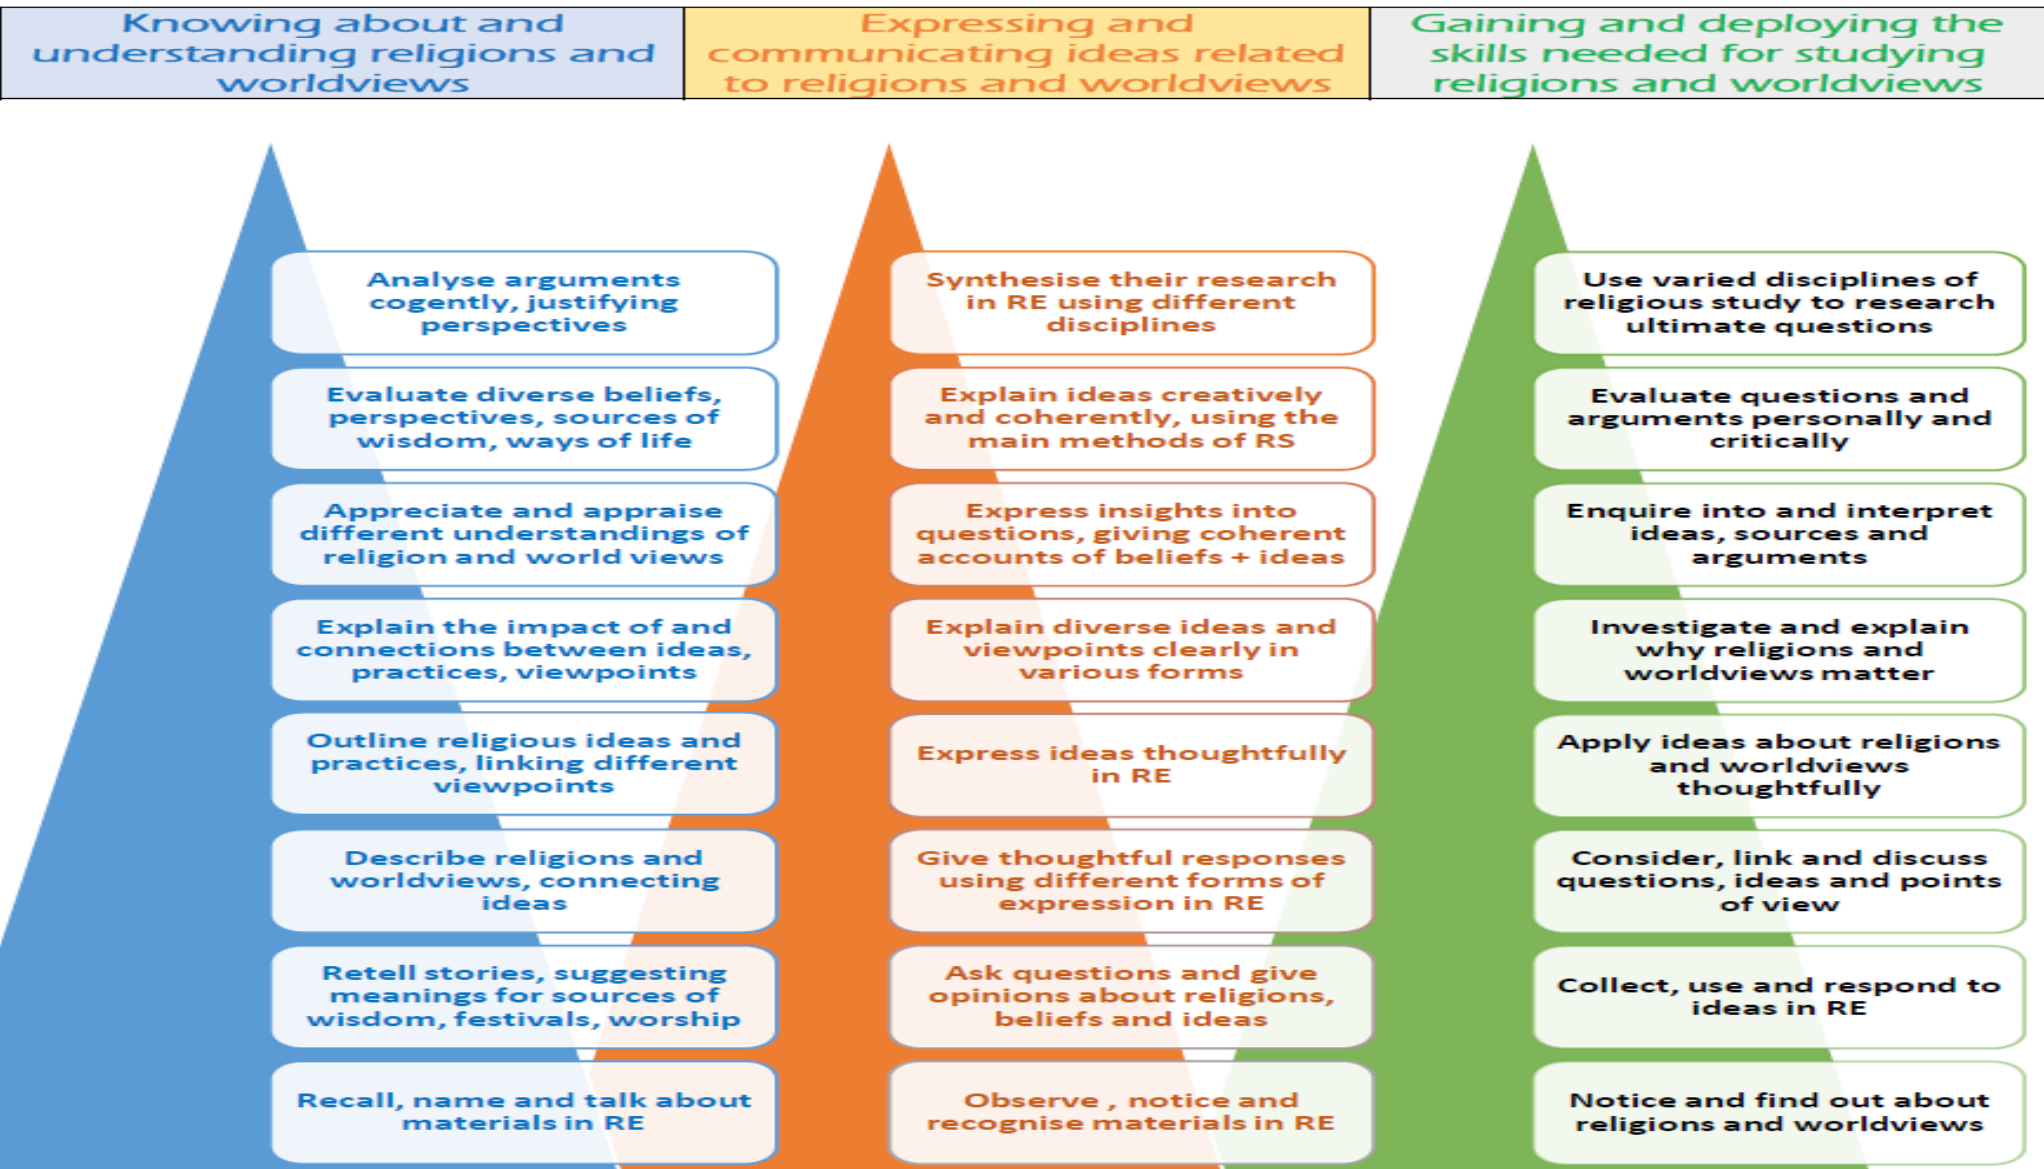 Knowing about and
understanding religions and
worldviews
Expressing and
communicating ideas related
to religions and worldviews
Gaining and deploying the
skills needed for studying
religions and worldviews
Analyse arguments
cogently, justifying
perspectives
Evaluate diverse beliefs,
perspectives, sources of
wisdom, ways of life
Appreciate and appraise
different understandings of
religion and world views
Explain the impact of and
connections between ideas,
practices, viewpoints
Outline religious ideas and
practices, linking different
viewpoints
Describe religions and
worldviews, connecting
ideas
Retell stories, suggesting
meanings for sources of
wisdom, festivals, worship
Recall, name and talk about
materials in RE
Synthesise their research
in RE using different
disciplines
Explain ideas creatively
and coherently, using the
main methods of RS
Express insights into
questions, giving coherent
accounts of beliefs + ideas
Explain diverse ideas and
viewpoints clearly in
various forms
Express ideas thoughtfully
in RE
Give thoughtful responses
using different forms of
expression in RE
Ask questions and give
opinions about religions,
beliefs and ideas
Observe , notice and
recognise materials in RE
Use varied disciplines of
religious study to research
ultimate questions
Evaluate questions and
arguments personally and
critically
Enquire into and interpret
ideas, sources and
arguments
Investigate and explain
why religions and
worldviews matter
Apply ideas about religions
and worldviews
thoughtfully
Consider, link and discuss
questions, ideas and points
of view
Collect, use and respond to
ideas in RE
Notice and find out about
religions and worldviews